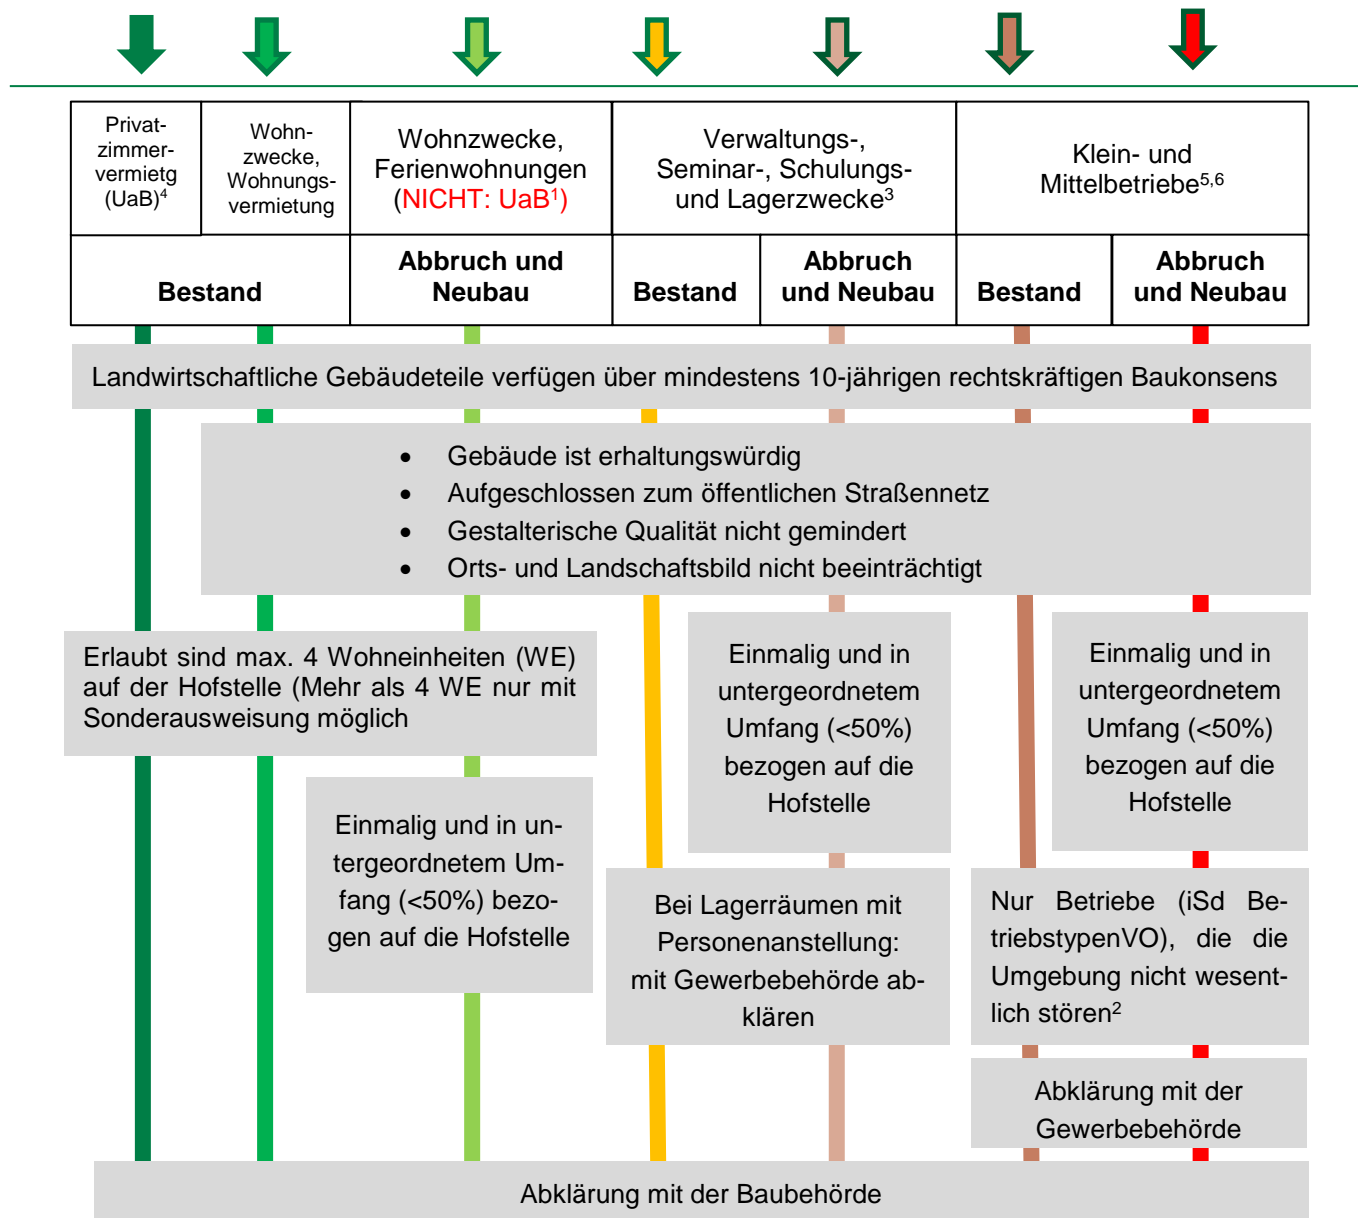 Privat-
zimmer-
vermietg
(UaB)⁴
Wohn-
zwecke,
Wohnungs-
vermietung
Wohnzwecke,
Ferienwohnungen
(NICHT: UaB¹)
Verwaltungs-,
Seminar-, Schulungs-
und Lagerzwecke³
Klein- und
Mittelbetriebe⁵,⁶
Bestand
Abbruch und
Neubau
Bestand
Abbruch
und Neubau
Bestand
Abbruch
und Neubau
Landwirtschaftliche Gebäudeteile verfügen über mindestens 10-jährigen rechtskräftigen Baukonsens
• Gebäude ist erhaltungswürdig
• Aufgeschlossen zum öffentlichen Straßennetz
• Gestalterische Qualität nicht gemindert
• Orts- und Landschaftsbild nicht beeinträchtigt
Erlaubt sind max. 4 Wohneinheiten (WE)
auf der Hofstelle (Mehr als 4 WE nur mit
Sonderausweisung möglich
Einmalig und in
untergeordnetem
Umfang (<50%)
bezogen auf die
Hofstelle
Einmalig und in
untergeordnetem
Umfang (<50%)
bezogen auf die
Hofstelle
Einmalig und in un-
tergeordnetem Um-
fang (<50%) bezo-
gen auf die Hofstelle
Bei Lagerräumen mit
Personenanstellung:
mit Gewerbebehörde ab-
klären
Nur Betriebe (iSd Be-
triebstypenVO), die die
Umgebung nicht wesent-
lich stören²
Abklärung mit der
Gewerbebehörde
Abklärung mit der Baubehörde